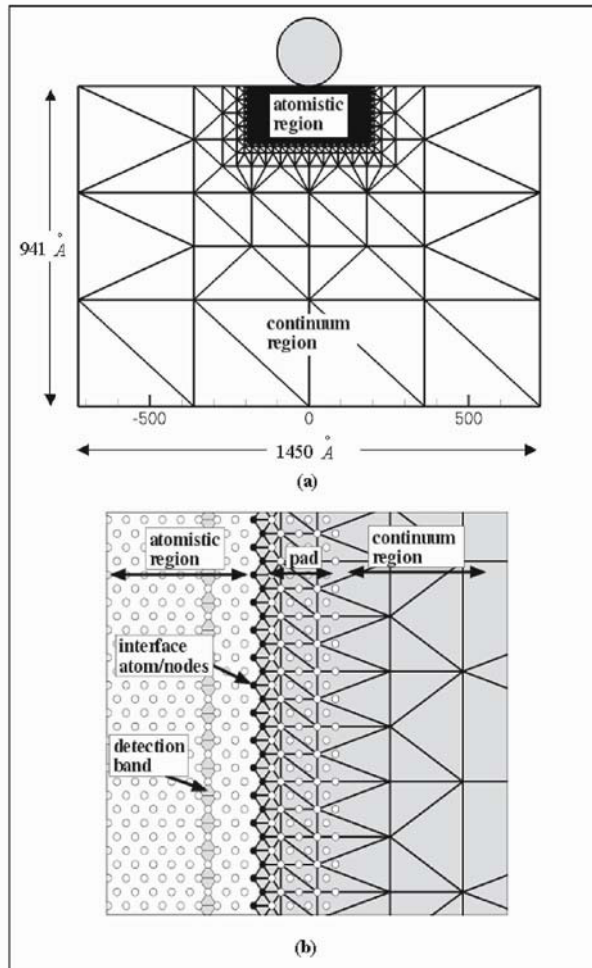 atomistic
region
941 Å
continuum
region
-500 0 500
1450 Å
(a)
atomistic
region
pad
continuum
region
interface
atom/nodes
detection
band
(b)